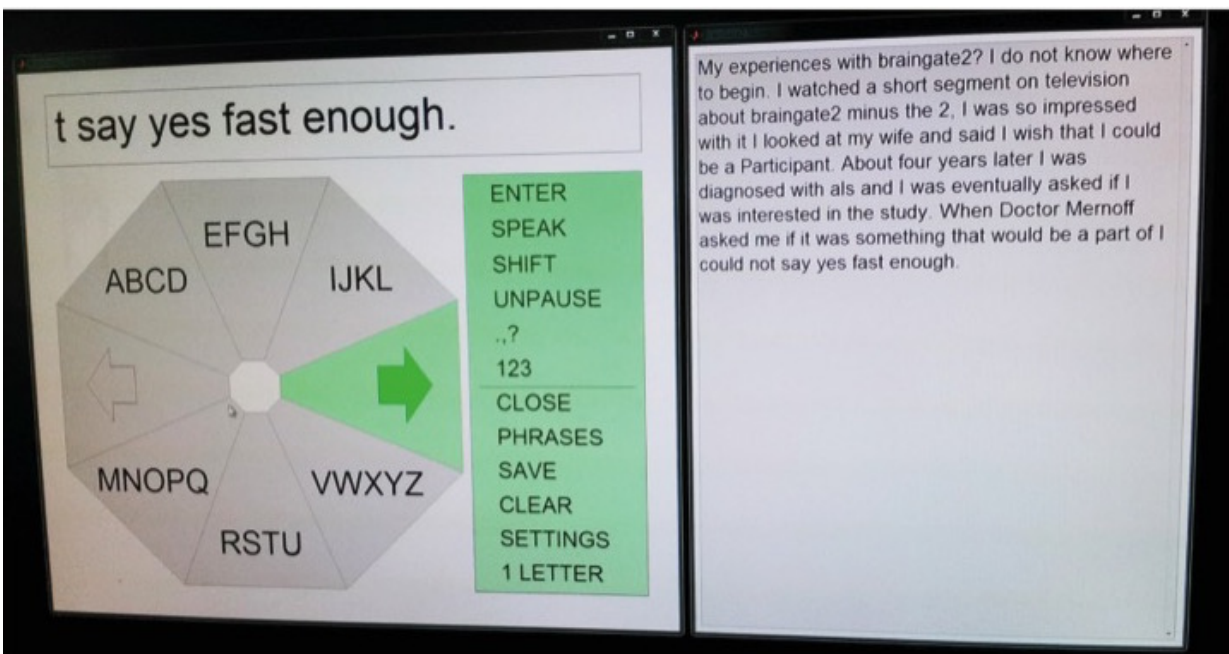 t say yes fast enough.
EFGH
ABCD
IJKL
MNOPQ
VWXYZ
RSTU
ENTER
SPEAK
SHIFT
UNPAUSE
.,?
123
CLOSE
PHRASES
SAVE
CLEAR
SETTINGS
1 LETTER
My experiences with braingate2? I do not know where
to begin. I watched a short segment on television
about braingate2 minus the 2, I was so impressed
with it I looked at my wife and said I wish that I could
be a Participant. About four years later I was
diagnosed with als and I was eventually asked if I
was interested in the study. When Doctor Mernoff
asked me if it was something that would be a part of I
could not say yes fast enough.